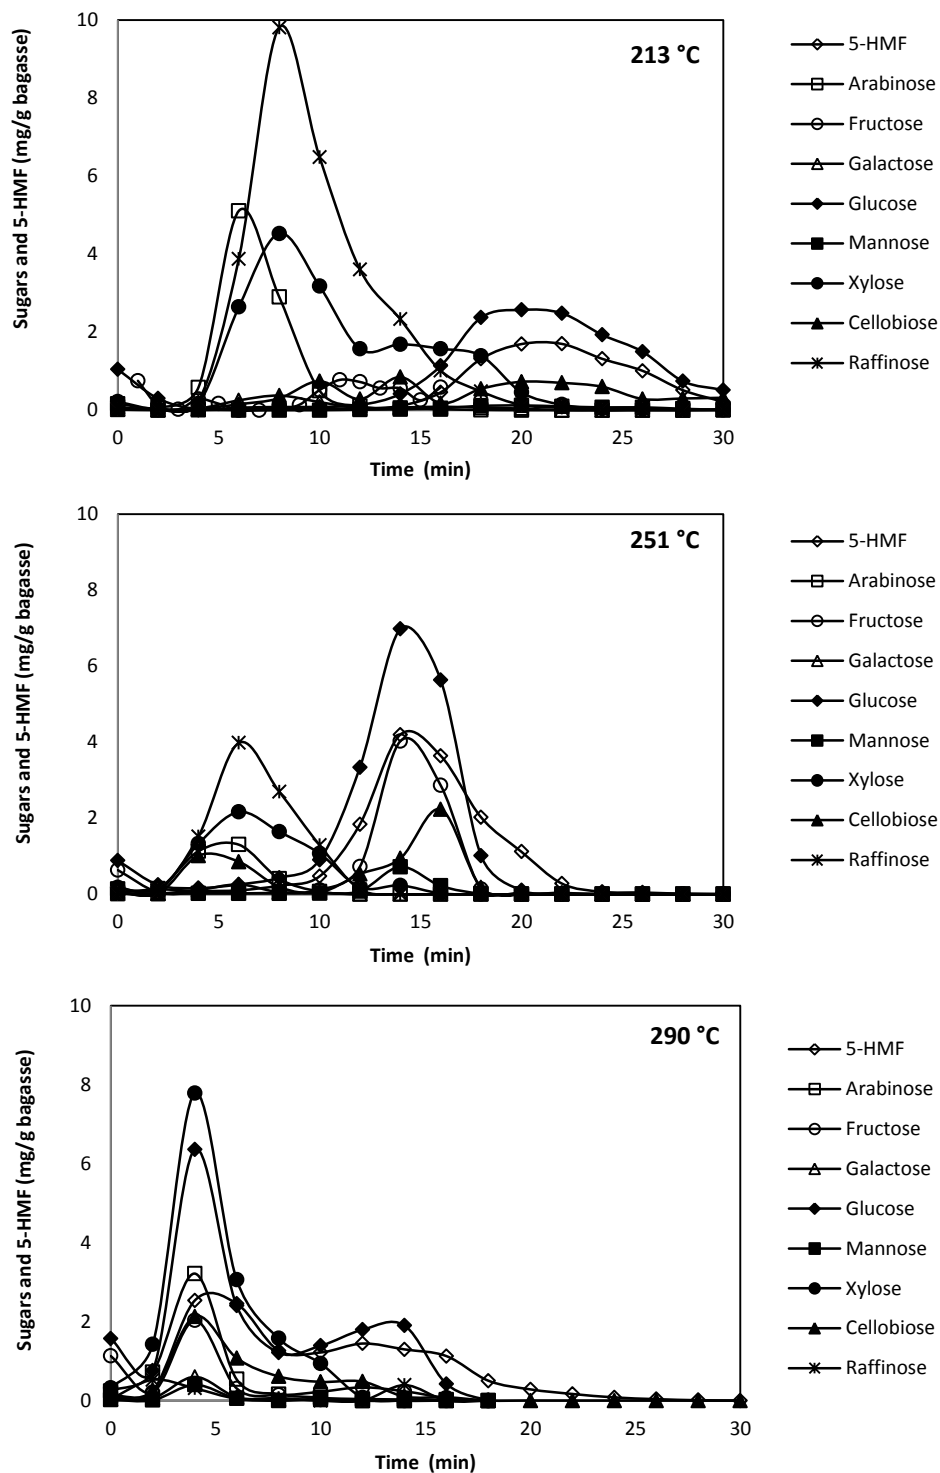 Sugars and 5-HMF (mg/g bagasse)
10
8
6
4
2
0
213 °C
0 5 10 15 20 25 30
Time (min)
5-HMF
Arabinose
Fructose
Galactose
Glucose
Mannose
Xylose
Cellobiose
Raffinose
Sugars and 5-HMF (mg/g bagasse)
10
8
6
4
2
0
251 °C
0 5 10 15 20 25 30
Time (min)
5-HMF
Arabinose
Fructose
Galactose
Glucose
Mannose
Xylose
Cellobiose
Raffinose
Sugars and 5-HMF (mg/g bagasse)
10
8
6
4
2
0
290 °C
0 5 10 15 20 25 30
Time (min)
5-HMF
Arabinose
Fructose
Galactose
Glucose
Mannose
Xylose
Cellobiose
Raffinose